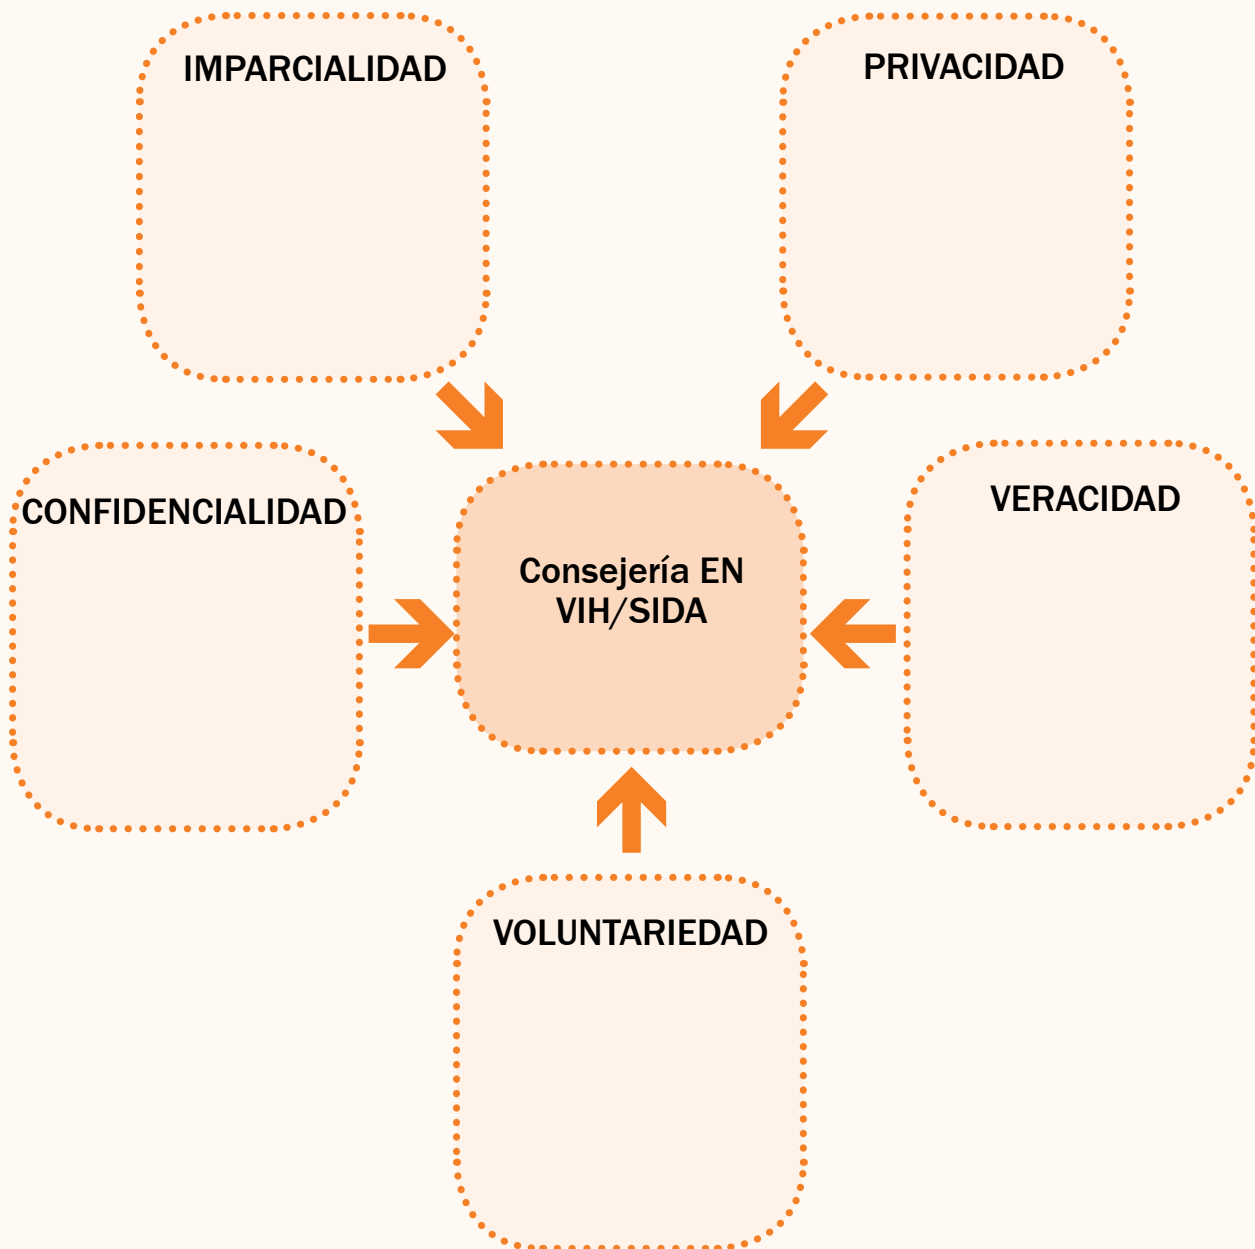 IMPARCIALIDAD
PRIVACIDAD
CONFIDENCIALIDAD
Consejería EN
VIH/SIDA
VERACIDAD
VOLUNTARIEDAD